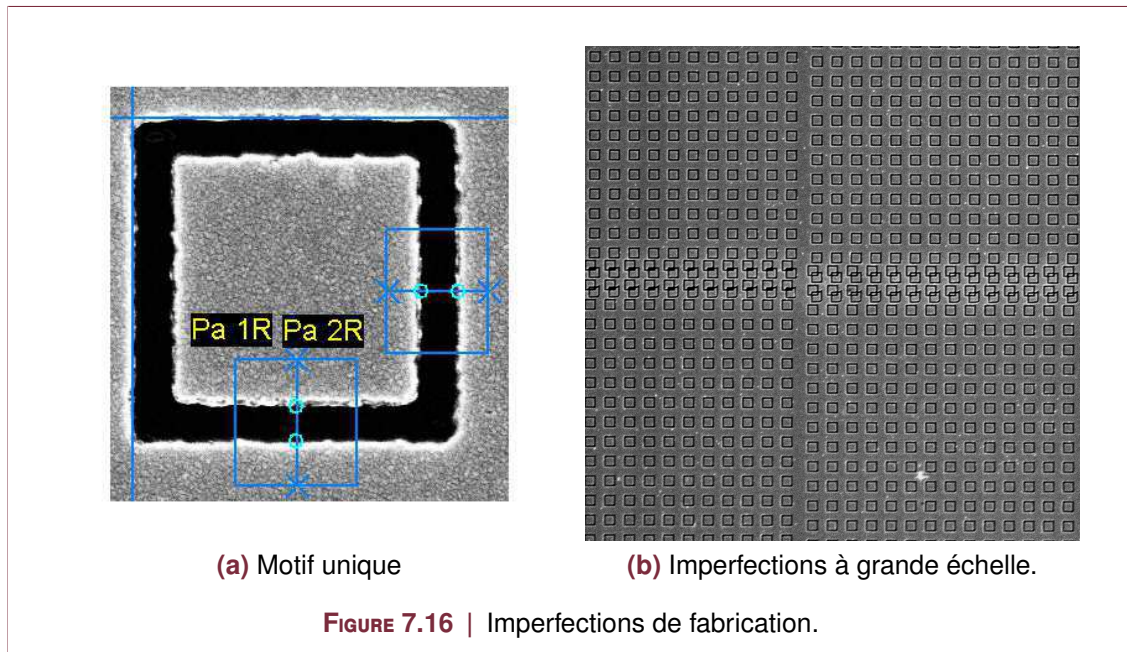 Pa 1R Pa 2R
(a) Motif unique
(b) Imperfections à grande échelle.
FIGURE 7.16 | Imperfections de fabrication.